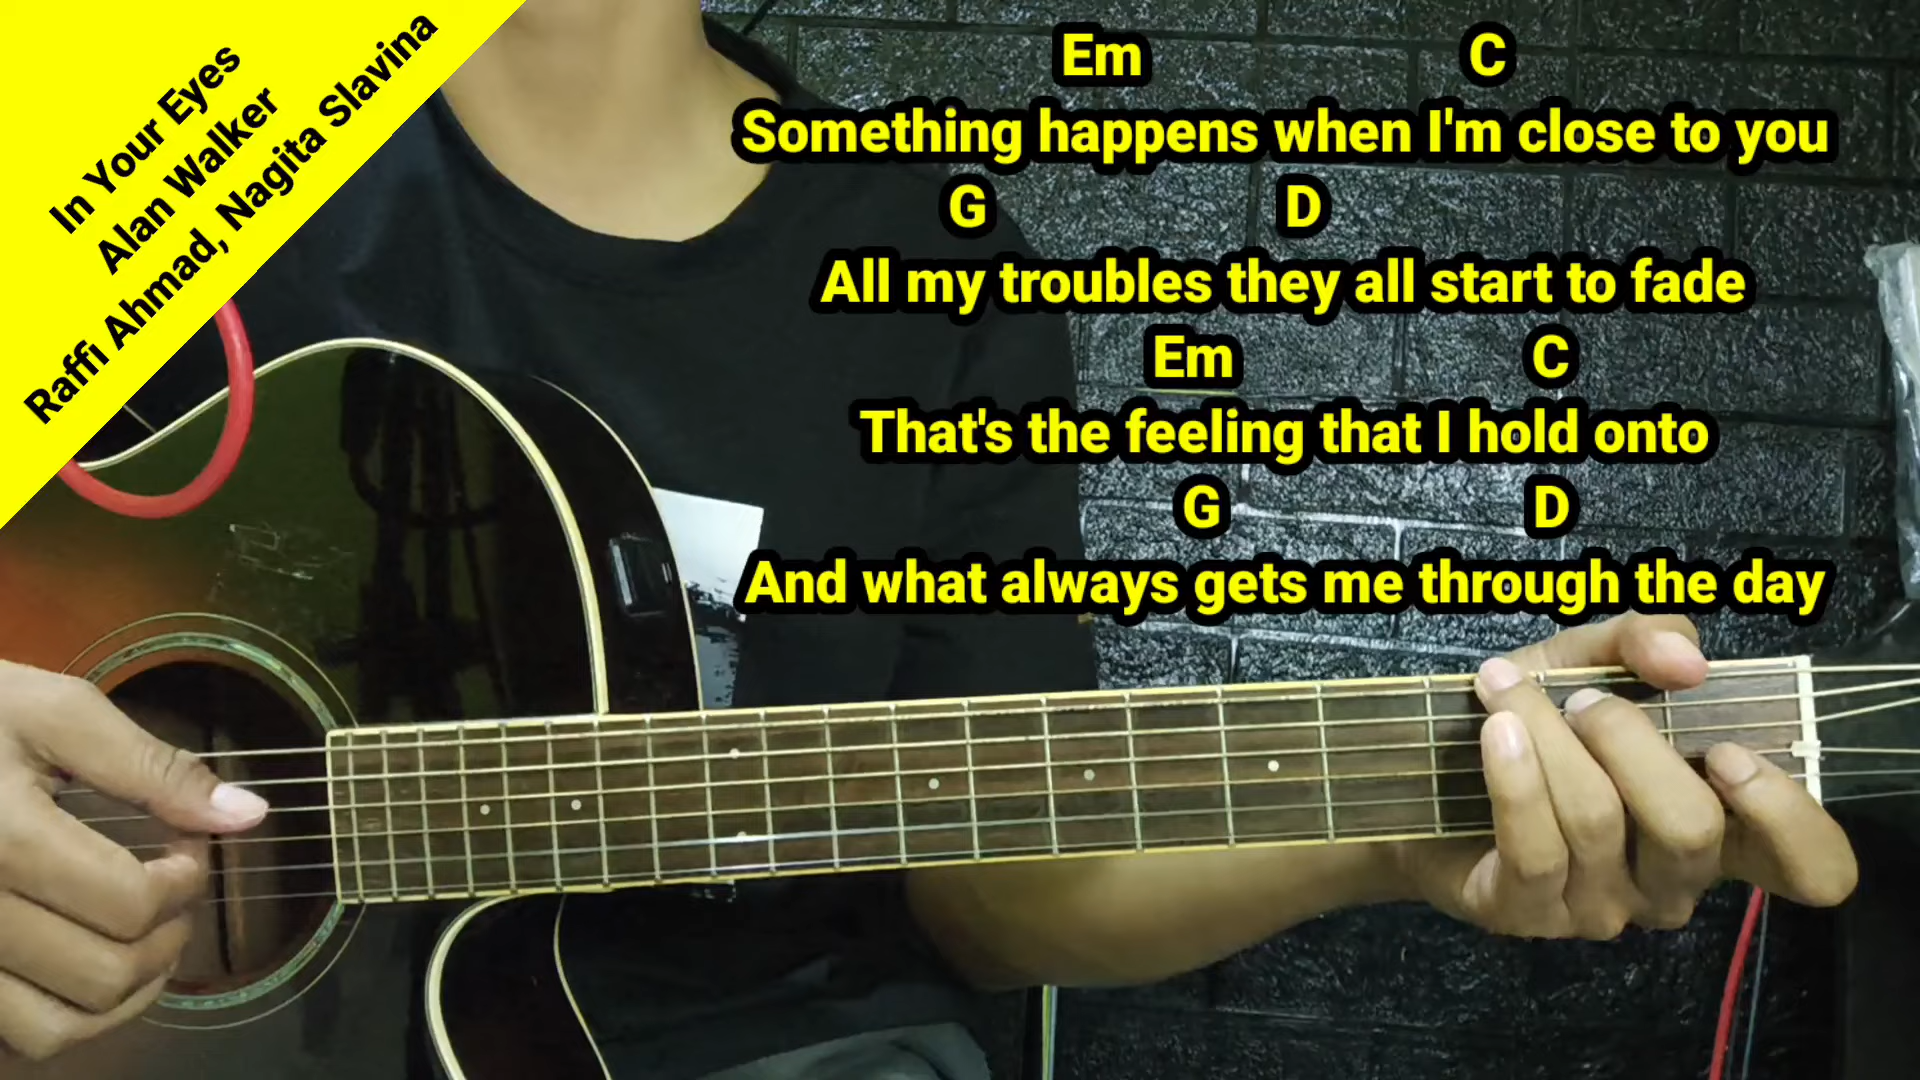 In Your Eyes
Alan Walker
Raffi Ahmad, Nagita Slavina
Em C
Something happens when I'm close to you
G D
All my troubles they all start to fade
Em C
That's the feeling that I hold onto
G D
And what always gets me through the day